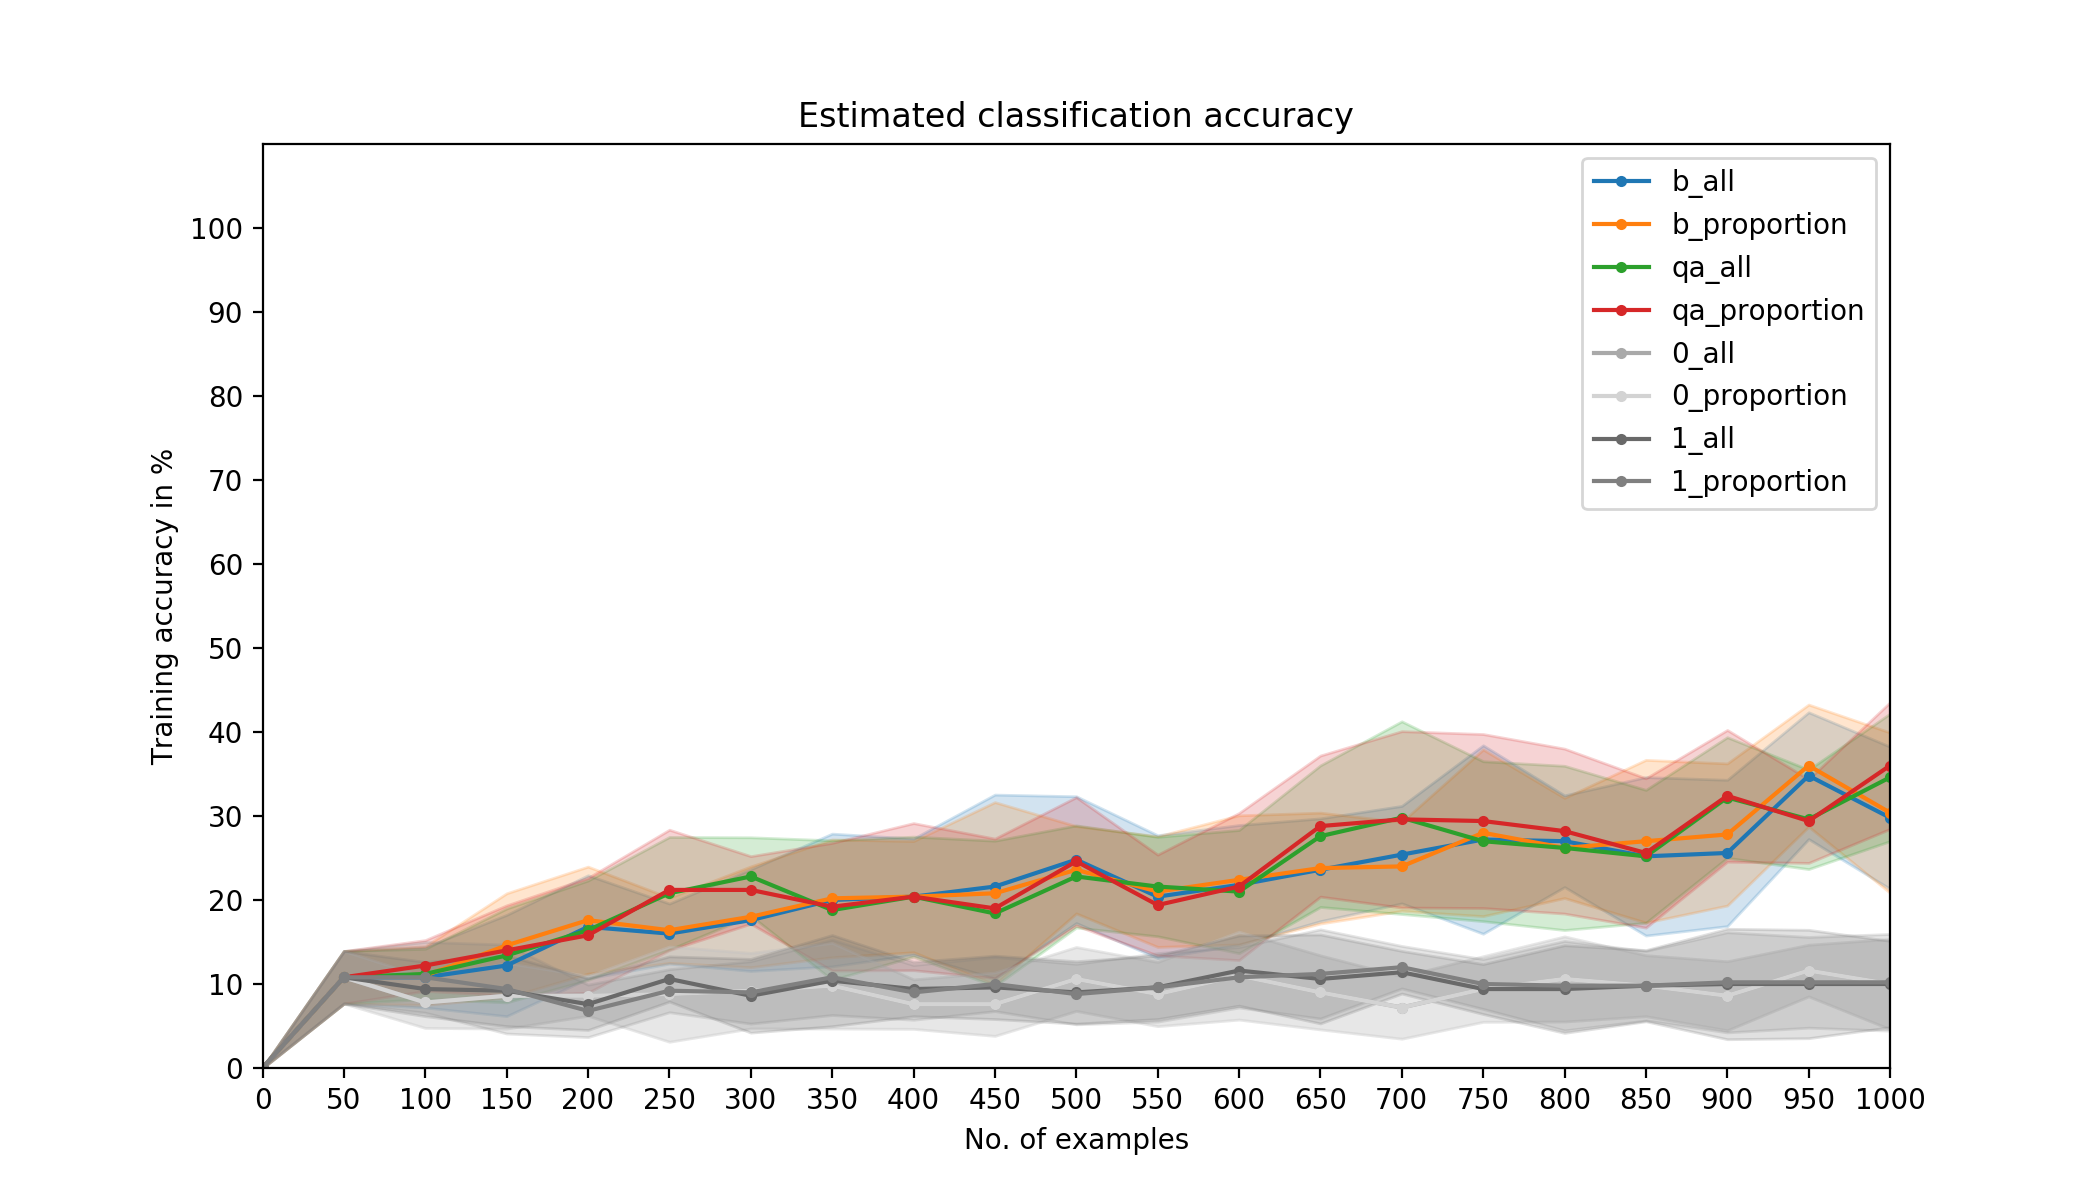 Estimated classification accuracy
b_all
b_proportion
qa_all
qa_proportion
0_all
0_proportion
1_all
1_proportion
100
90
80
70
60
50
40
30
20
10
0
Training accuracy in %
0 50 100 150 200 250 300 350 400 450 500 550 600 650 700 750 800 850 900 950 1000
No. of examples